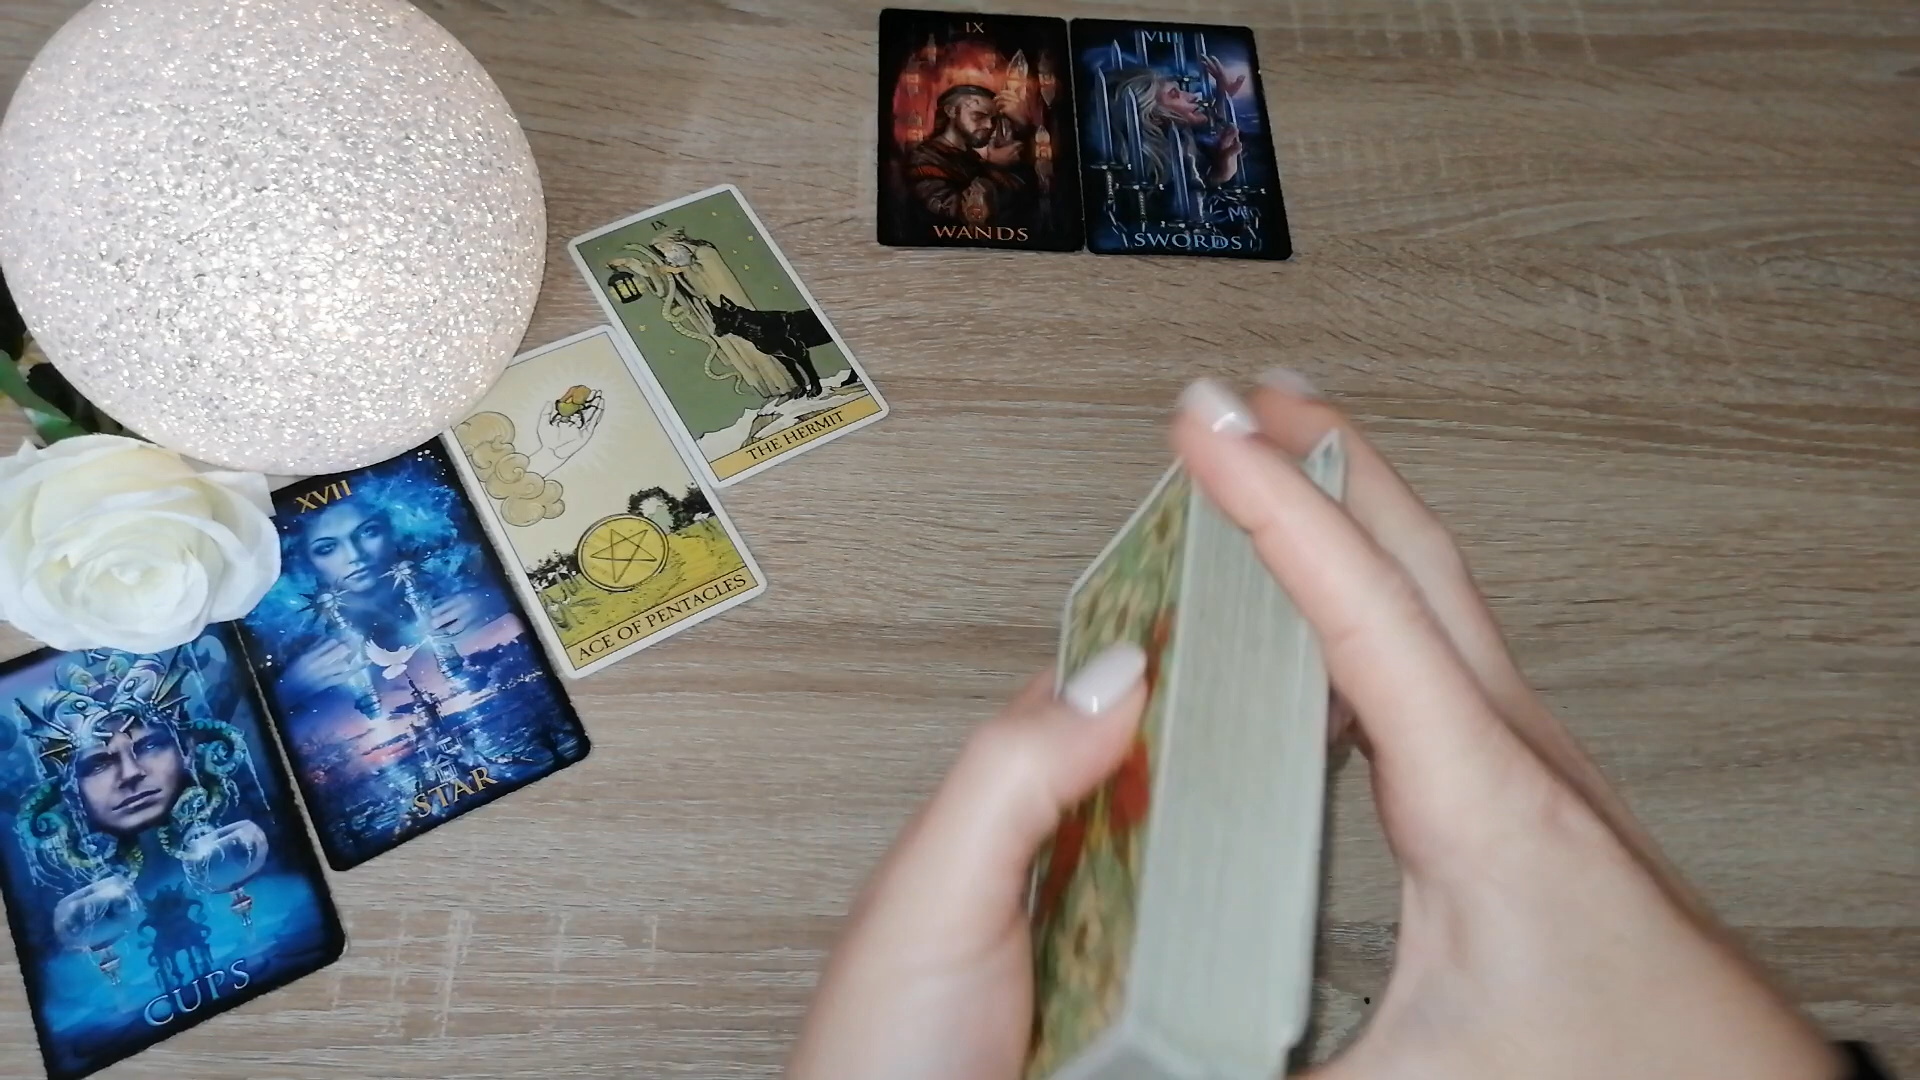 IX
WANDS
VIII
SWORDS
IX
THE HERMIT
ACE OF PENTACLES
XVII
STAR
CUPS